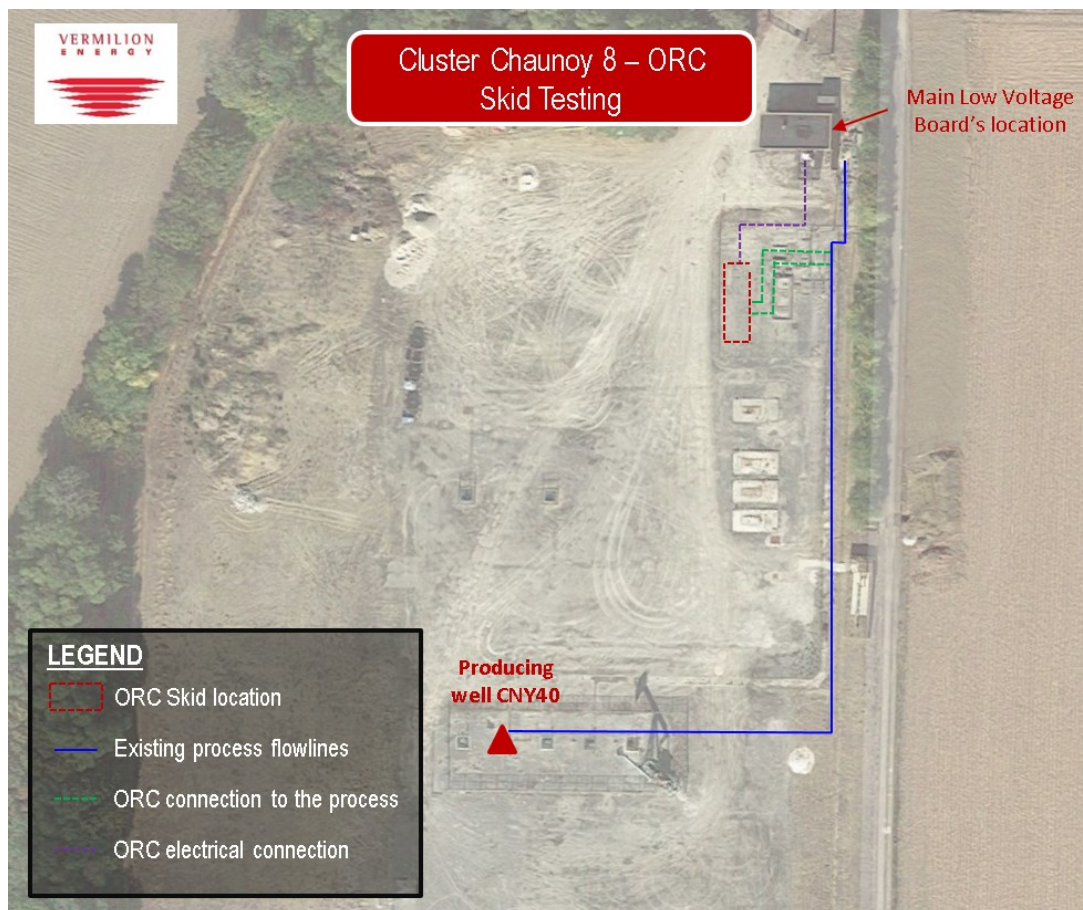 VERMILION
ENERGY
Cluster Chaunoy 8 – ORC
Skid Testing
Main Low Voltage
Board's location
Producing
well CNY40
LEGEND
ORC Skid location
Existing process flowlines
ORC connection to the process
ORC electrical connection